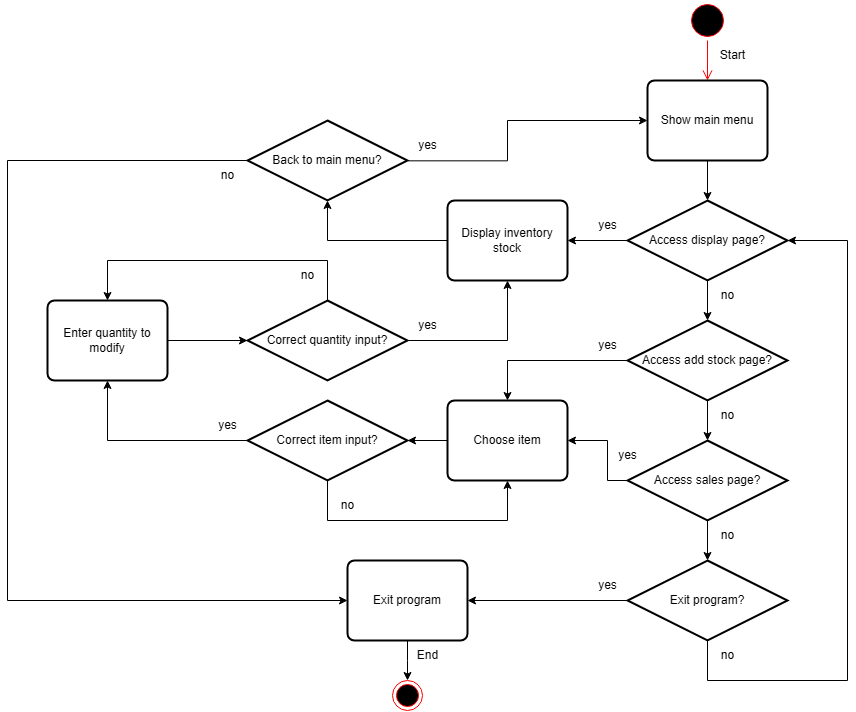 Start
Show main menu
Back to main menu?
yes
no
Display inventory
stock
yes
Access display page?
no
no
Enter quantity to
modify
Correct quantity input?
yes
yes
Access add stock page?
no
yes
Correct item input?
Choose item
yes
Access sales page?
no
no
Exit program
yes
Exit program?
End
no